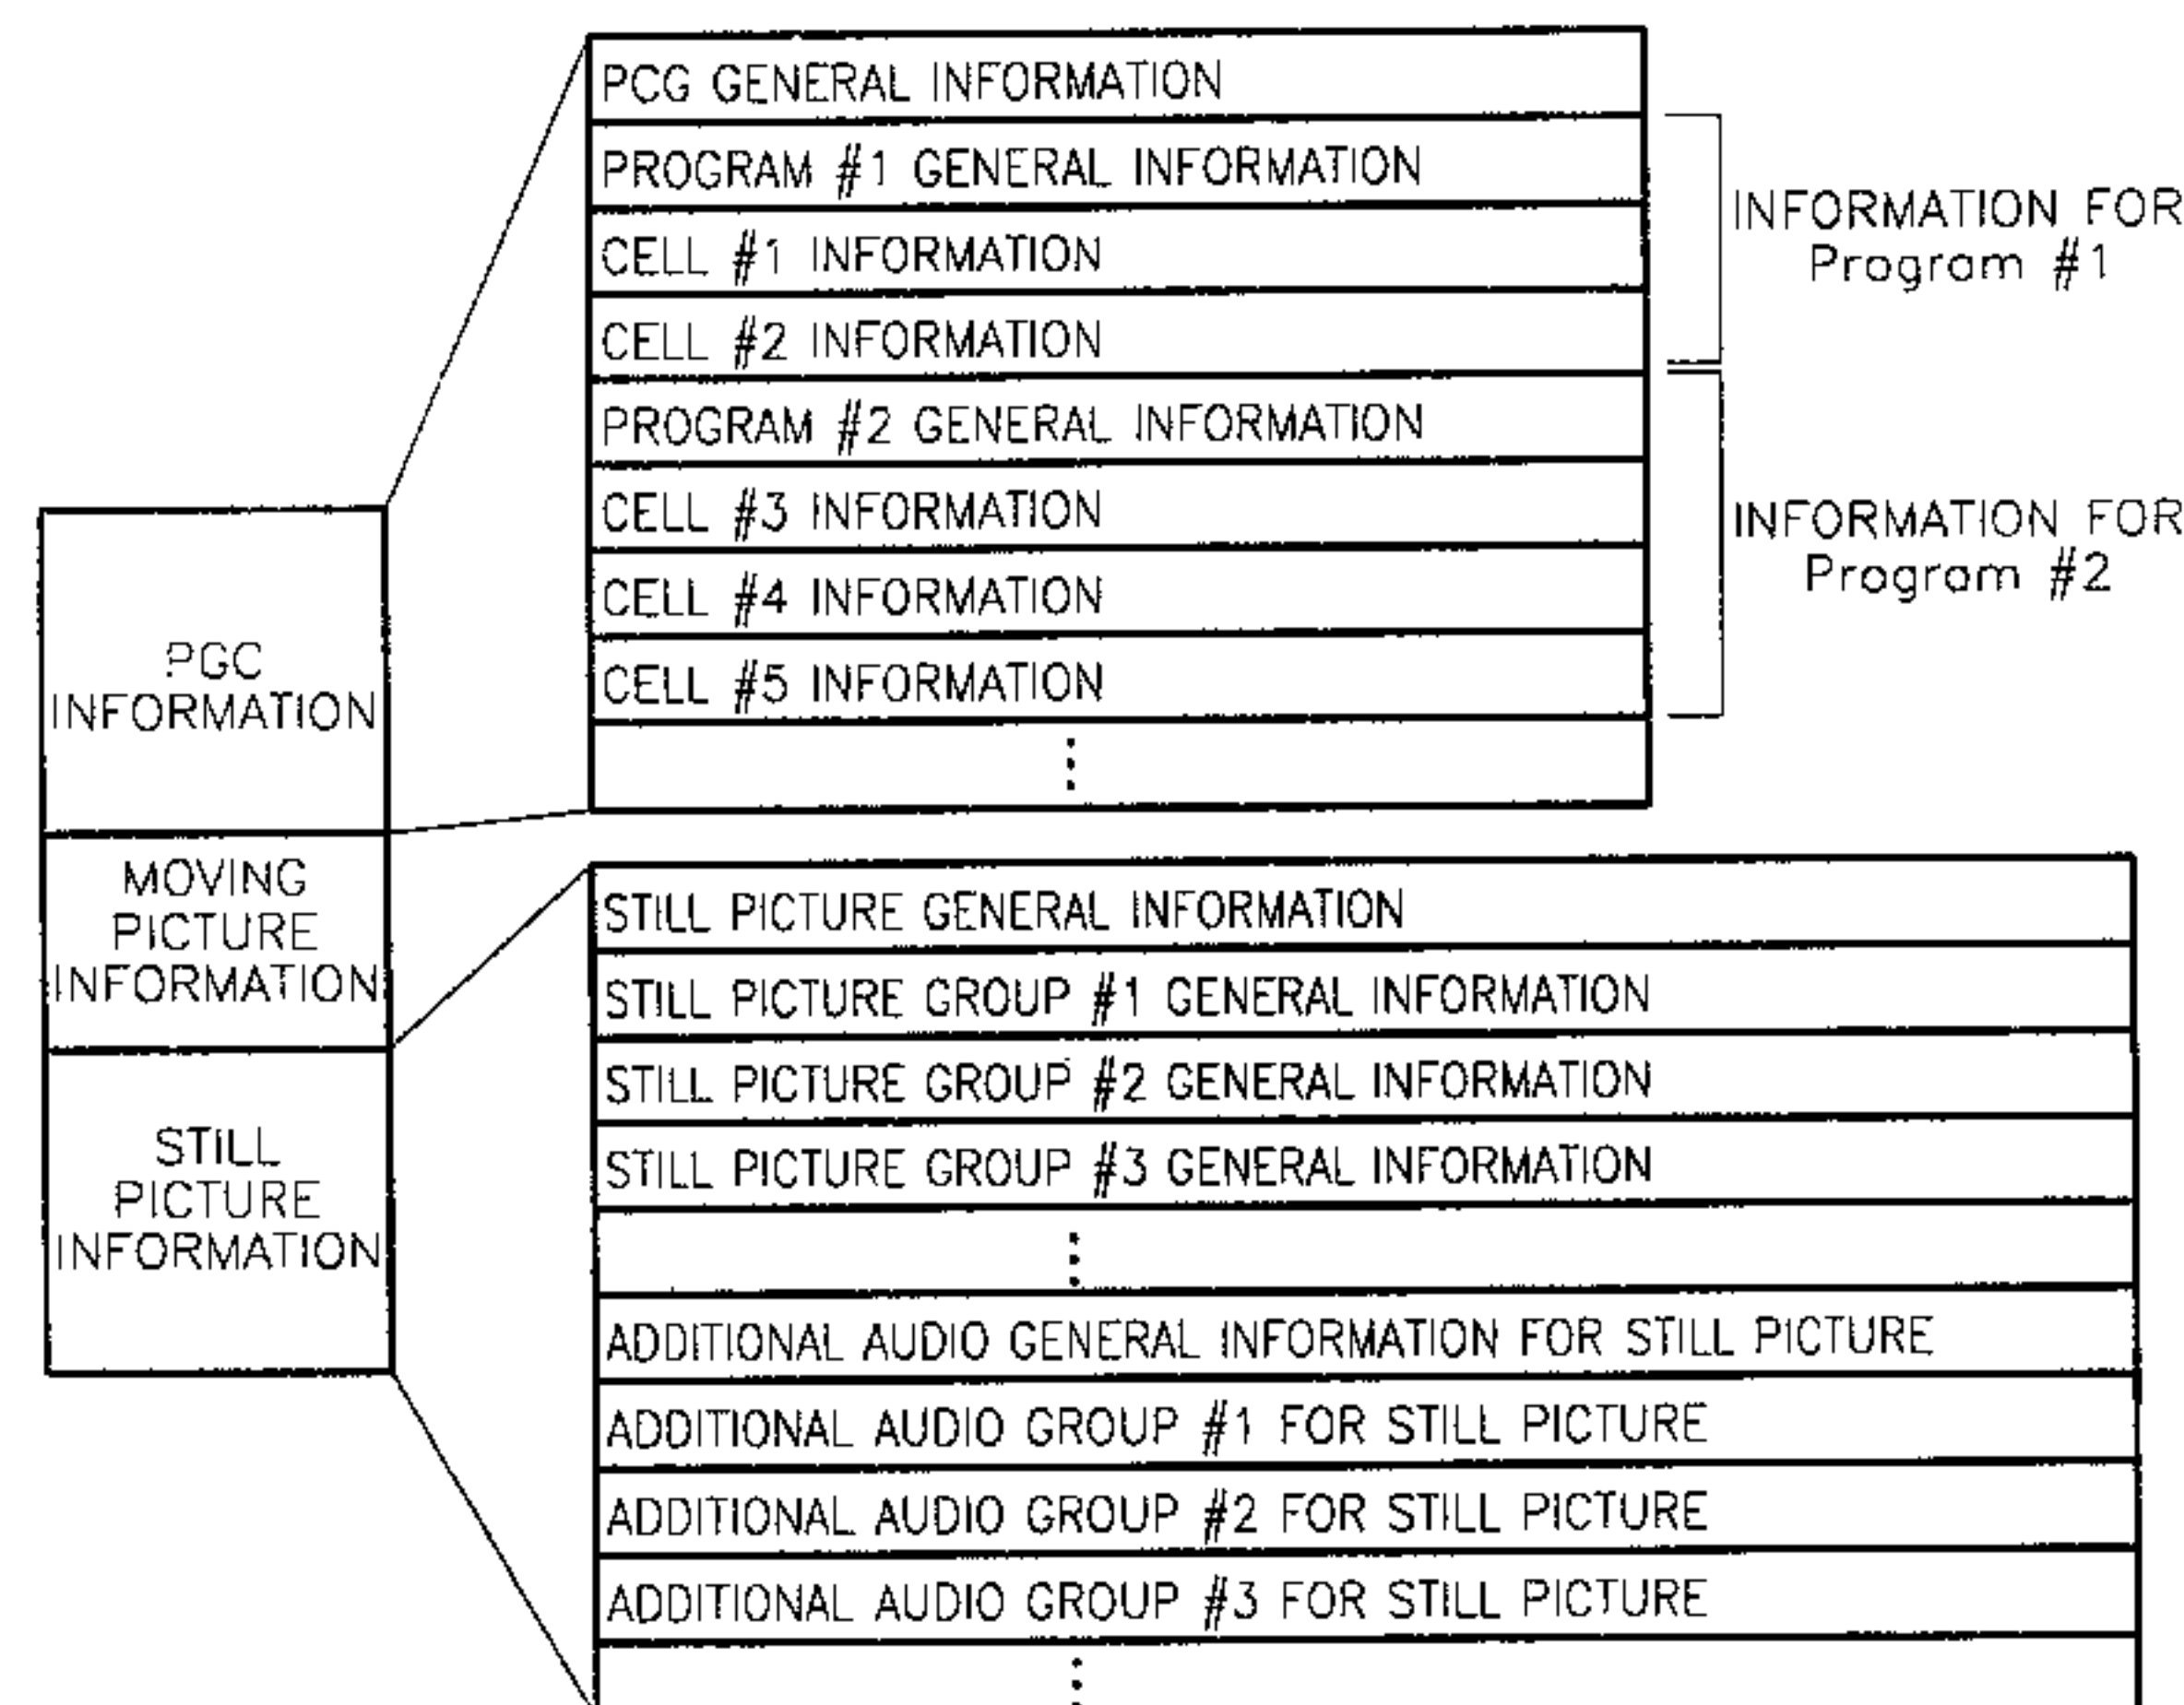 PCG GENERAL INFORMATION
PROGRAM #1 GENERAL INFORMATION
CELL #1 INFORMATION
CELL #2 INFORMATION
PROGRAM #2 GENERAL INFORMATION
CELL #3 INFORMATION
CELL #4 INFORMATION
CELL #5 INFORMATION
INFORMATION FOR
Program #1
INFORMATION FOR
Program #2
PGC
INFORMATION
MOVING
PICTURE
INFORMATION
STILL
PICTURE
INFORMATION
STILL PICTURE GENERAL INFORMATION
STILL PICTURE GROUP #1 GENERAL INFORMATION
STILL PICTURE GROUP #2 GENERAL INFORMATION
STILL PICTURE GROUP #3 GENERAL INFORMATION
ADDITIONAL AUDIO GENERAL INFORMATION FOR STILL PICTURE
ADDITIONAL AUDIO GROUP #1 FOR STILL PICTURE
ADDITIONAL AUDIO GROUP #2 FOR STILL PICTURE
ADDITIONAL AUDIO GROUP #3 FOR STILL PICTURE